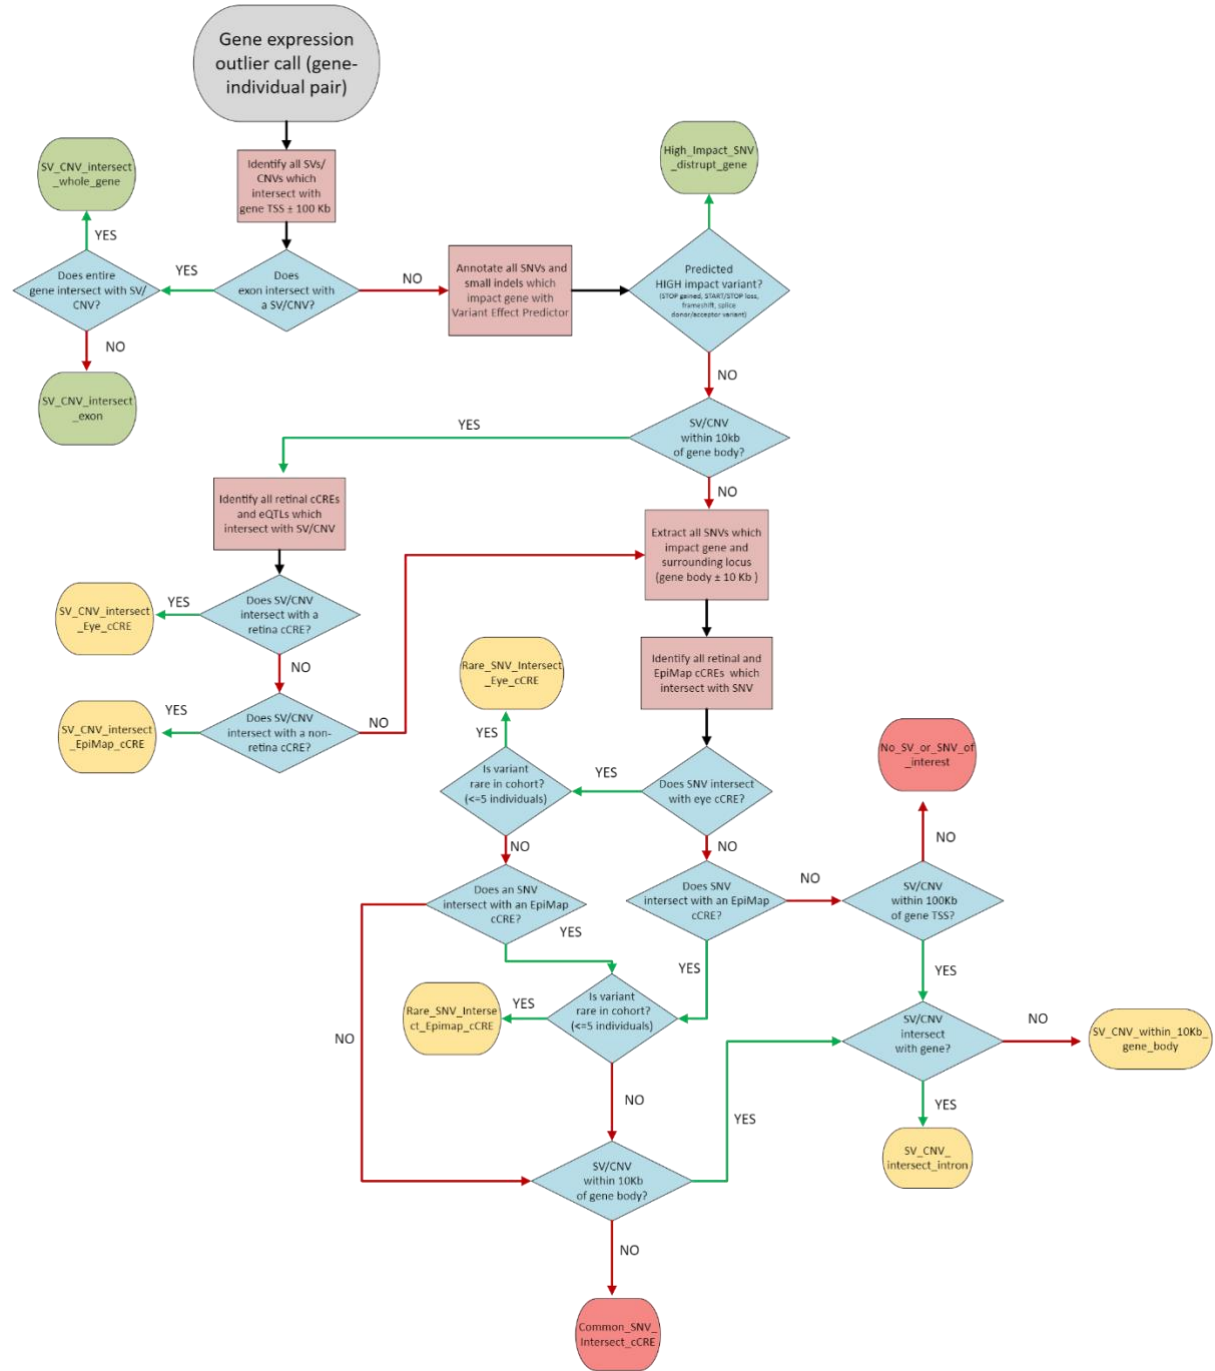 Gene expression
outlier call (gene-
individual pair)
Identify all SVs/
CNVs which
intersect with
gene TSS ± 100 Kb
SV_CNV_intersect
_whole_gene
YES
Does entire
gene intersect with SV/
CNV?
YES
Does
exon intersect with
a SV/CNV?
NO
Annotate all SNVs and
small indels which
impact gene with
Variant Effect Predictor
High_Impact_SNV
_distrupt_gene
Predicted
HIGH impact variant?
(STOP gained, START/STOP loss,
frameshift, splice
donor/acceptor variant)
NO
SV_CNV_intersect
_exon
NO
SV/CNV
within 10kb
of gene body?
YES
NO
Identify all retinal cCREs
and eQTLs which
intersect with SV/CNV
Extract all SNVs which
impact gene and
surrounding locus
(gene body ± 10 Kb )
SV_CNV_intersect
_Eye_cCRE
YES
Does SV/CNV
intersect with a
retina cCRE?
NO
SV_CNV_intersect
_EpiMap_cCRE
YES
Does SV/CNV
intersect with a non-
retina cCRE?
NO
Identify all retinal and
EpiMap cCREs which
intersect with SNV
Rare_SNV_Intersect
_Eye_cCRE
YES
Is variant
rare in cohort?
(<=5 individuals)
YES
Does SNV intersect
with eye cCRE?
No_SV_or_SNV_of
_interest
NO
NO
NO
Does an SNV
intersect with an EpiMap
cCRE?
YES
Does SNV
intersect with an EpiMap
cCRE?
NO
SV/CNV
within 100Kb
of gene TSS?
YES
YES
Rare_SNV_Interse
ct_Epimap_cCRE
YES
Is variant
rare in cohort?
(<=5 individuals)
NO
SV/CNV
intersect
with gene?
NO
SV_CNV_within_10Kb_
gene_body
NO
YES
YES
SV_CNV_
intersect_intron
SV/CNV
within 10Kb
of gene body?
NO
Common_SNV_
Intersect_cCRE